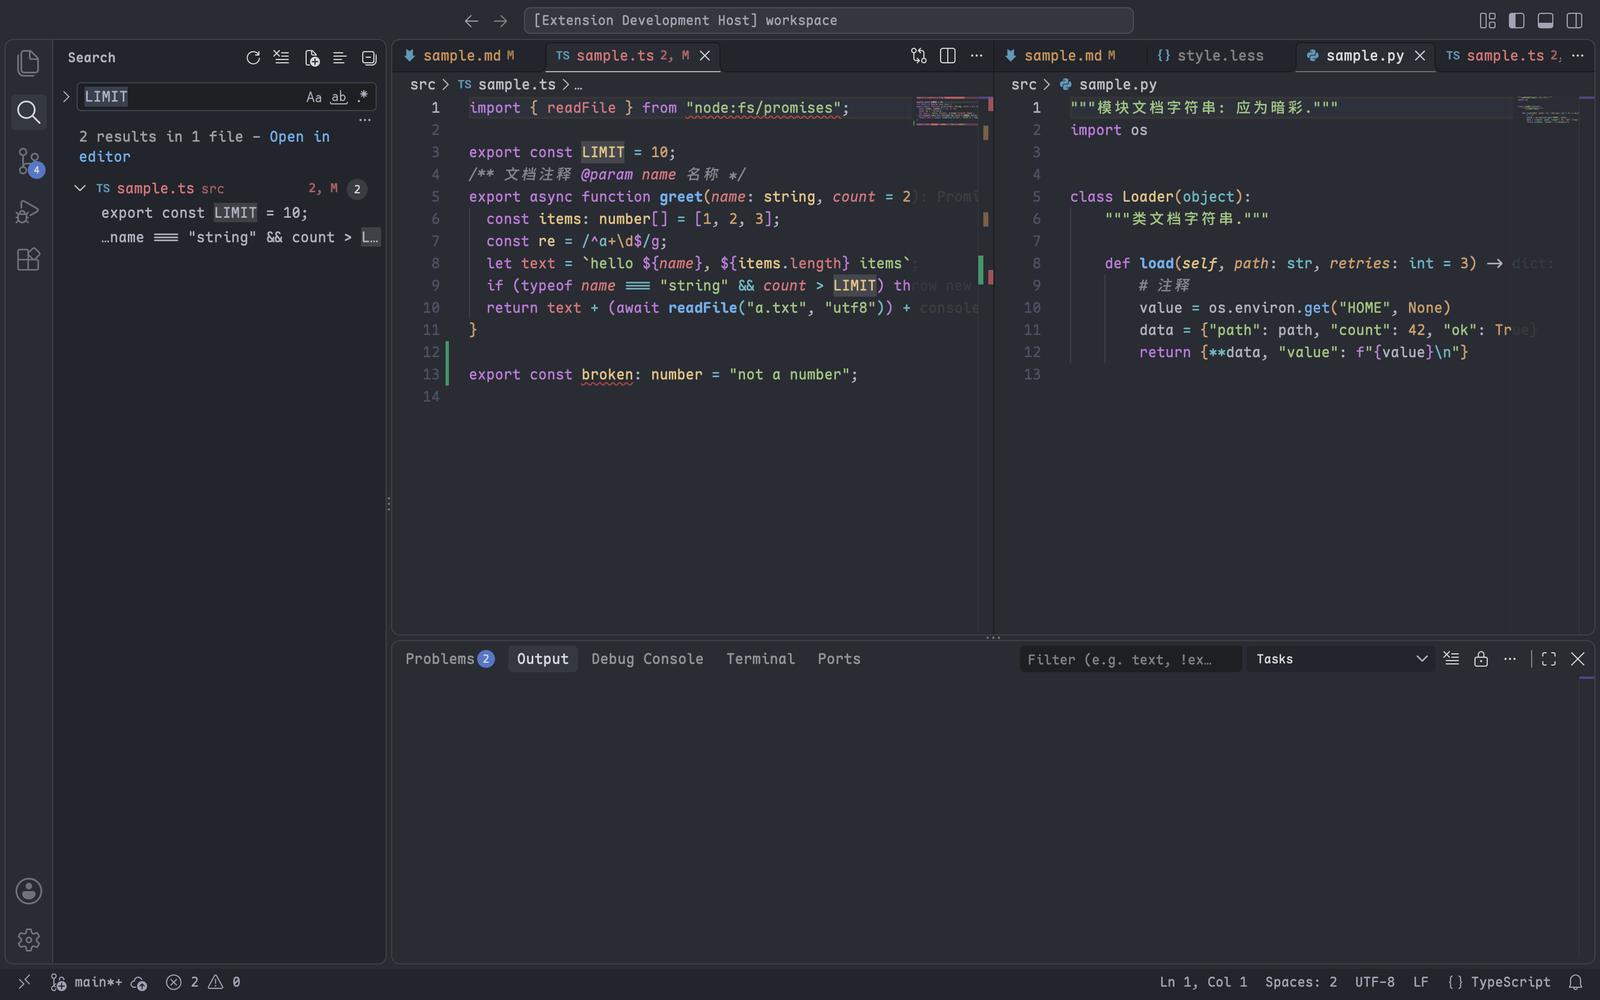 [Extension Development Host] workspace
Search
LIMIT
Aa ab .*
2 results in 1 file - Open in
editor
TS sample.ts src 2, M 2
export const LIMIT = 10;
…name === "string" && count > L…
sample.md M
TS sample.ts 2, M
src > TS sample.ts > …
1 import { readFile } from "node:fs/promises";
2
3 export const LIMIT = 10;
4 /** 文档注释 @param name 名称 */
5 export async function greet(name: string, count = 2): Promi
6 const items: number[] = [1, 2, 3];
7 const re = /^a+\d$/g;
8 let text = `hello ${name}, ${items.length} items`;
9 if (typeof name === "string" && count > LIMIT) throw new
10 return text + (await readFile("a.txt", "utf8")) + console
11 }
12
13 export const broken: number = "not a number";
14
sample.md M
{} style.less
sample.py
TS sample.ts 2,
src > sample.py
1 """模块文档字符串: 应为暗彩."""
2 import os
3
4
5 class Loader(object):
6 """类文档字符串."""
7
8 def load(self, path: str, retries: int = 3) -> dict:
9 # 注释
10 value = os.environ.get("HOME", None)
11 data = {"path": path, "count": 42, "ok": True}
12 return {**data, "value": f"{value}\n"}
13
Problems 2 Output Debug Console Terminal Ports
Filter (e.g. text, !ex…
Tasks
4
main*+ 2 0
Ln 1, Col 1 Spaces: 2 UTF-8 LF {} TypeScript